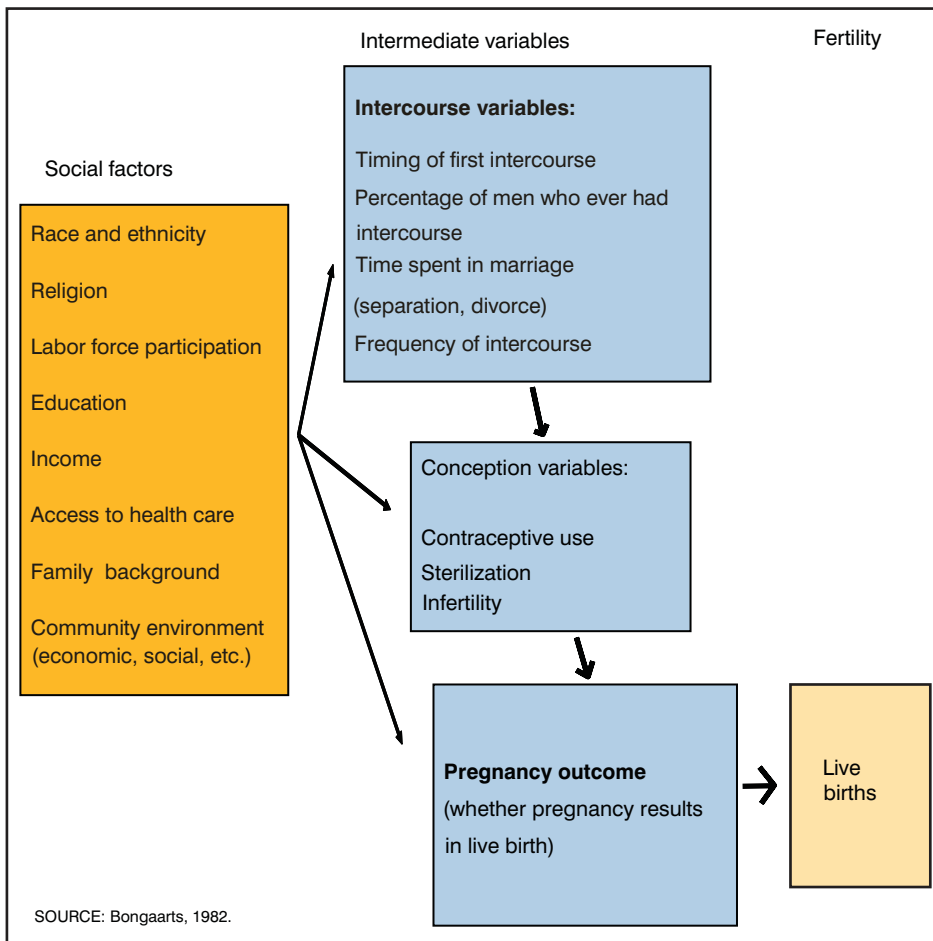 Intermediate variables
Fertility
Social factors
Race and ethnicity
Religion
Labor force participation
Education
Income
Access to health care
Family background
Community environment
(economic, social, etc.)
Intercourse variables:
Timing of first intercourse
Percentage of men who ever had
intercourse
Time spent in marriage
(separation, divorce)
Frequency of intercourse
Conception variables:
Contraceptive use
Sterilization
Infertility
Pregnancy outcome
(whether pregnancy results
in live birth)
Live
births
SOURCE: Bongaarts, 1982.